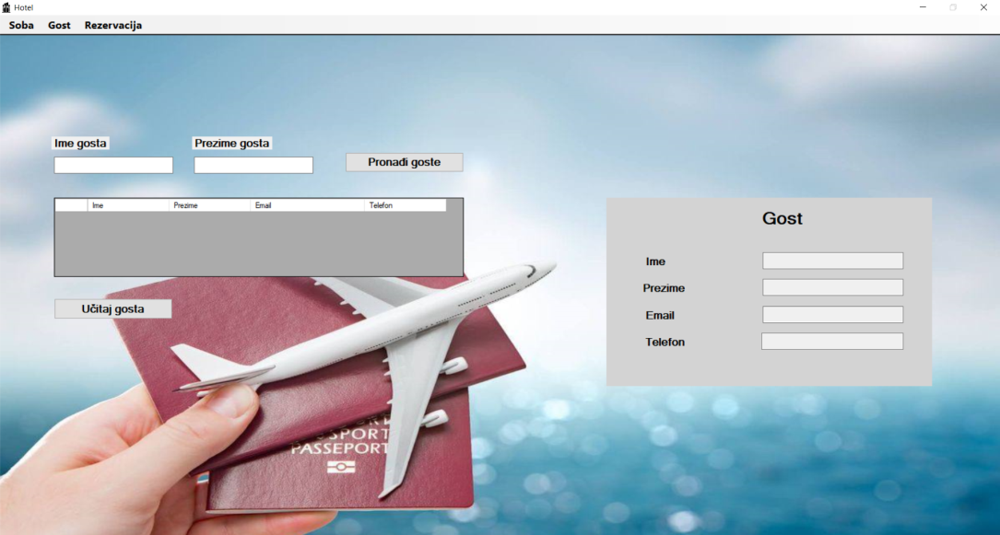 Hotel
Soba Gost Rezervacija
Ime gosta Prezime gosta
Pronađi goste
Ime Prezime Email Telefon
Učitaj gosta
Gost
Ime
Prezime
Email
Telefon
PASSPORT
PASSEPORT